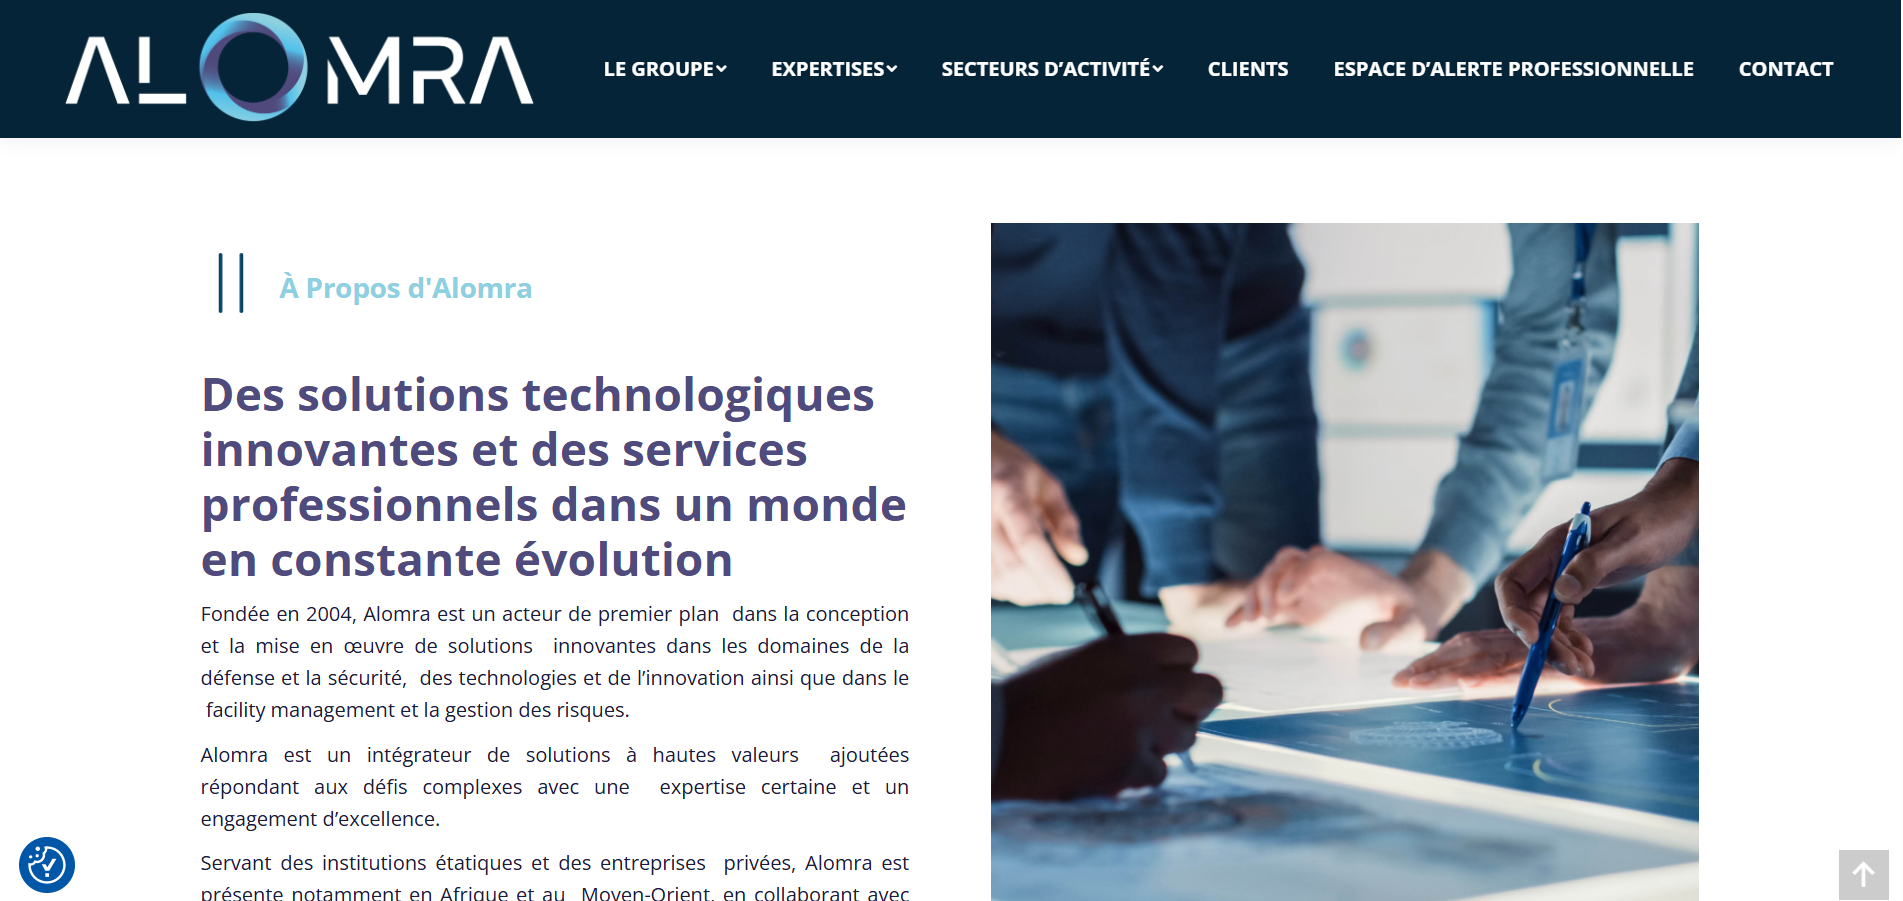 ALOMRA
LE GROUPE
EXPERTISES
SECTEURS D’ACTIVITÉ
CLIENTS
ESPACE D’ALERTE PROFESSIONNELLE
CONTACT
À Propos d'Alomra
Des solutions technologiques
innovantes et des services
professionnels dans un monde
en constante évolution
Fondée en 2004, Alomra est un acteur de premier plan dans la conception
et la mise en œuvre de solutions innovantes dans les domaines de la
défense et la sécurité, des technologies et de l’innovation ainsi que dans le
facility management et la gestion des risques.
Alomra est un intégrateur de solutions à hautes valeurs ajoutées
répondant aux défis complexes avec une expertise certaine et un
engagement d’excellence.
Servant des institutions étatiques et des entreprises privées, Alomra est
présente notamment en Afrique et au Moyen-Orient, en collaborant avec